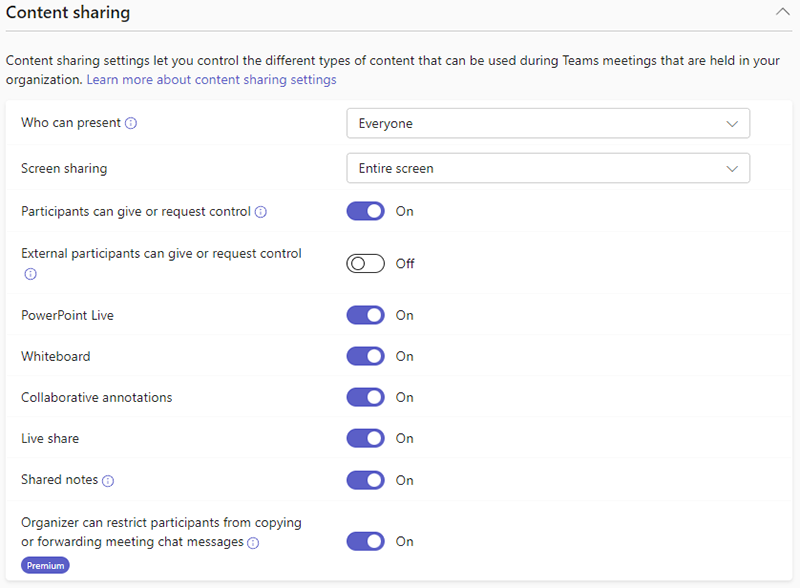 Content sharing
Content sharing settings let you control the different types of content that can be used during Teams meetings that are held in your
organization. Learn more about content sharing settings
Who can present
Everyone
Screen sharing
Entire screen
Participants can give or request control
On
External participants can give or request control
Off
PowerPoint Live
On
Whiteboard
On
Collaborative annotations
On
Live share
On
Shared notes
On
Organizer can restrict participants from copying
or forwarding meeting chat messages
On
Premium